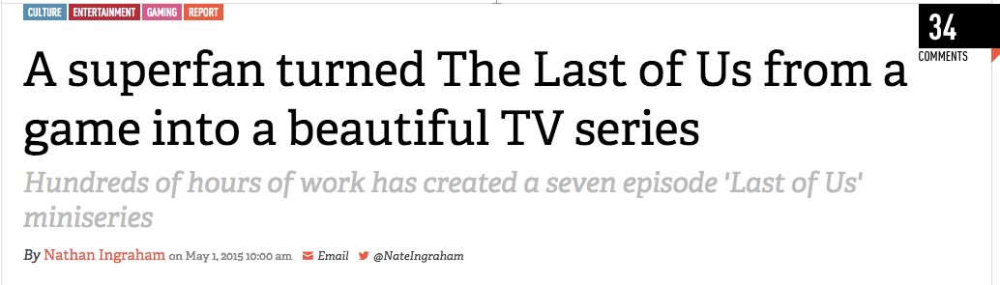 CULTURE ENTERTAINMENT GAMING REPORT
34
COMMENTS
A superfan turned The Last of Us from a
game into a beautiful TV series
Hundreds of hours of work has created a seven episode 'Last of Us'
miniseries
By Nathan Ingraham on May 1, 2015 10:00 am Email @NateIngraham